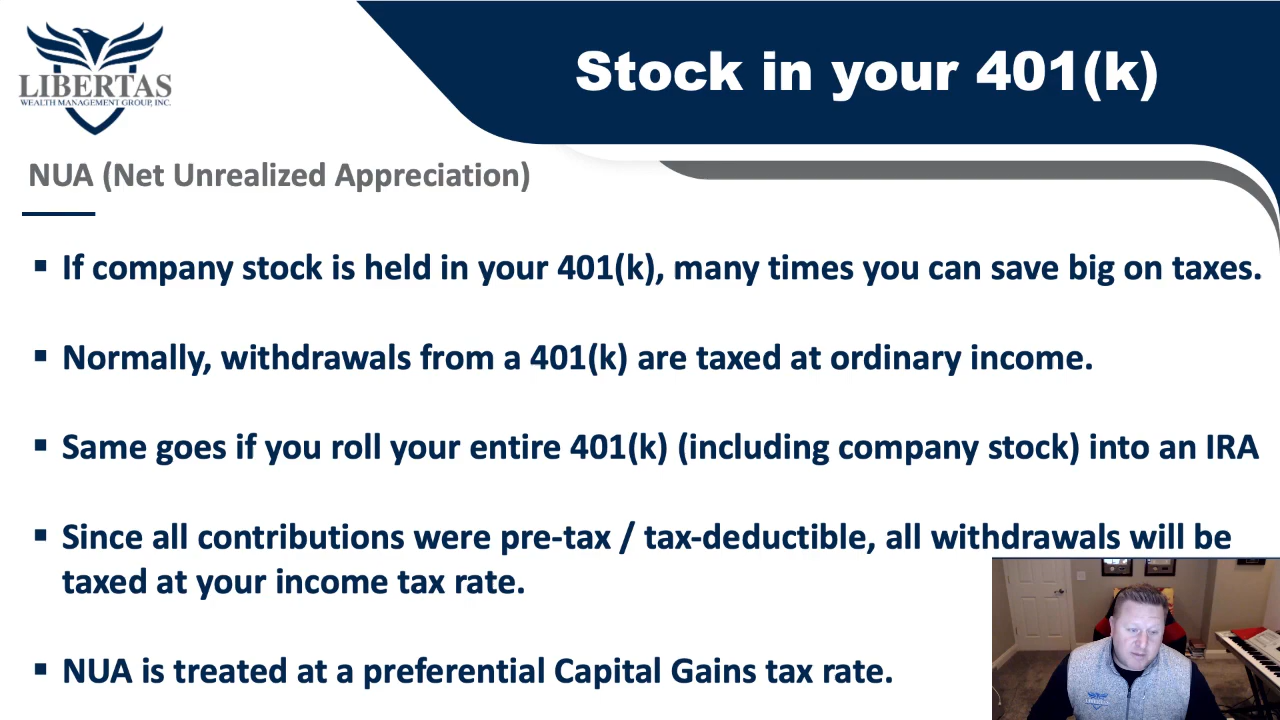 LIBERTAS
WEALTH MANAGEMENT GROUP, INC.
Stock in your 401(k)
NUA (Net Unrealized Appreciation)
▪ If company stock is held in your 401(k), many times you can save big on taxes.
▪ Normally, withdrawals from a 401(k) are taxed at ordinary income.
▪ Same goes if you roll your entire 401(k) (including company stock) into an IRA
▪ Since all contributions were pre-tax / tax-deductible, all withdrawals will be
taxed at your income tax rate.
▪ NUA is treated at a preferential Capital Gains tax rate.